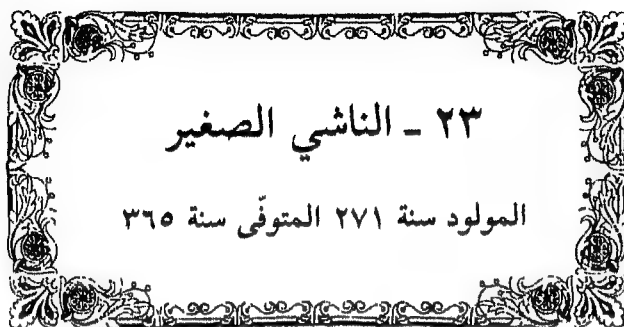 ٢٣ ـ الناشي الصغير
المولود سنة ٢٧١ المتوفّى سنة ٣٦٥